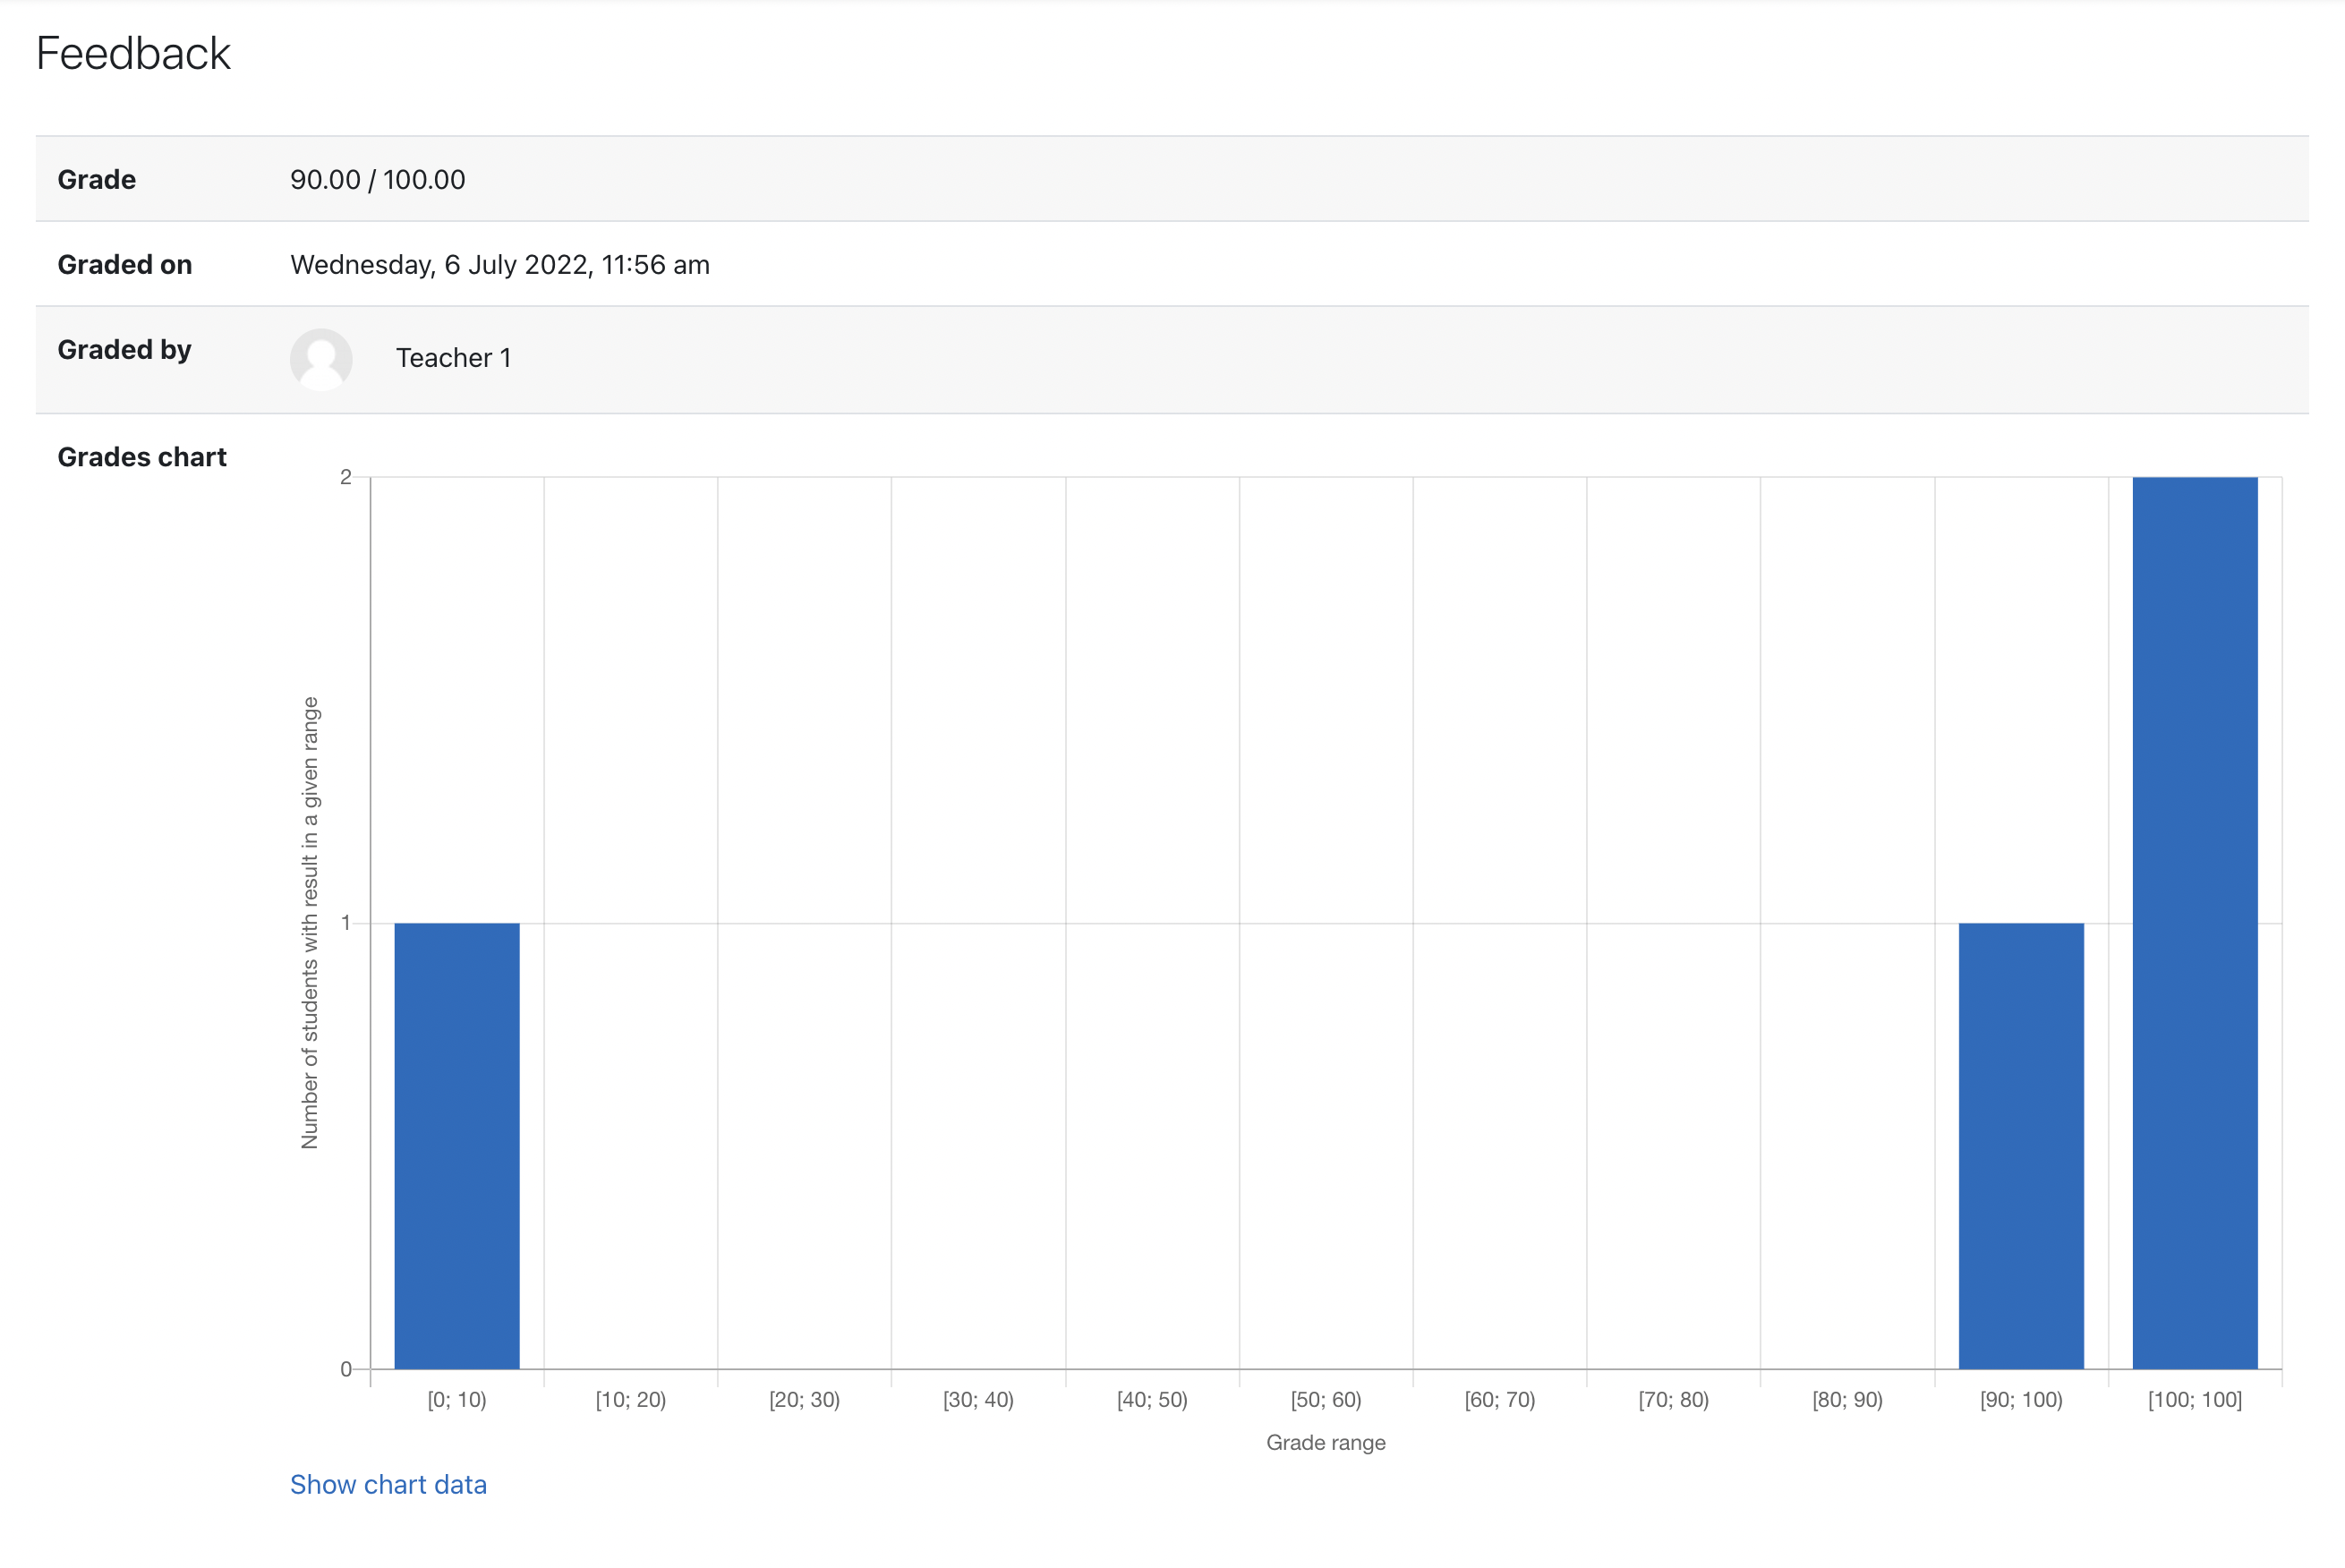 Feedback
Grade 90.00 / 100.00
Graded on Wednesday, 6 July 2022, 11:56 am
Graded by Teacher 1
Grades chart
2
1
0
Number of students with result in a given range
[0; 10) [10; 20) [20; 30) [30; 40) [40; 50) [50; 60) [60; 70) [70; 80) [80; 90) [90; 100) [100; 100]
Grade range
Show chart data